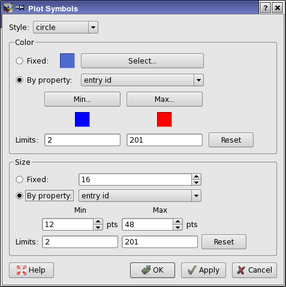 Plot Symbols
Style: circle
Color
Fixed: Select...
By property: entry id
Min... Max...
Limits: 2 201 Reset
Size
Fixed: 16
By property: entry id
Min Max
12 pts 48 pts
Limits: 2 201 Reset
Help OK Apply Cancel